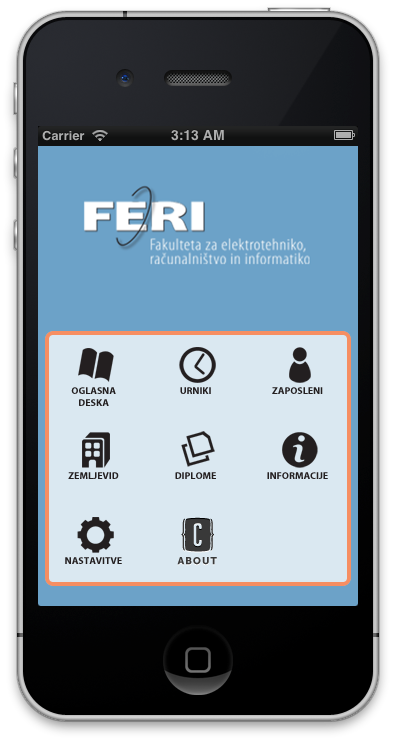 Carrier 3:13 AM
FERI
Fakulteta za elektrotehniko,
računalništvo in informatiko
OGLASNA
DESKA
URNIKI
ZAPOSLENI
ZEMLJEVID
DIPLOME
INFORMACIJE
NASTAVITVE
C
ABOUT